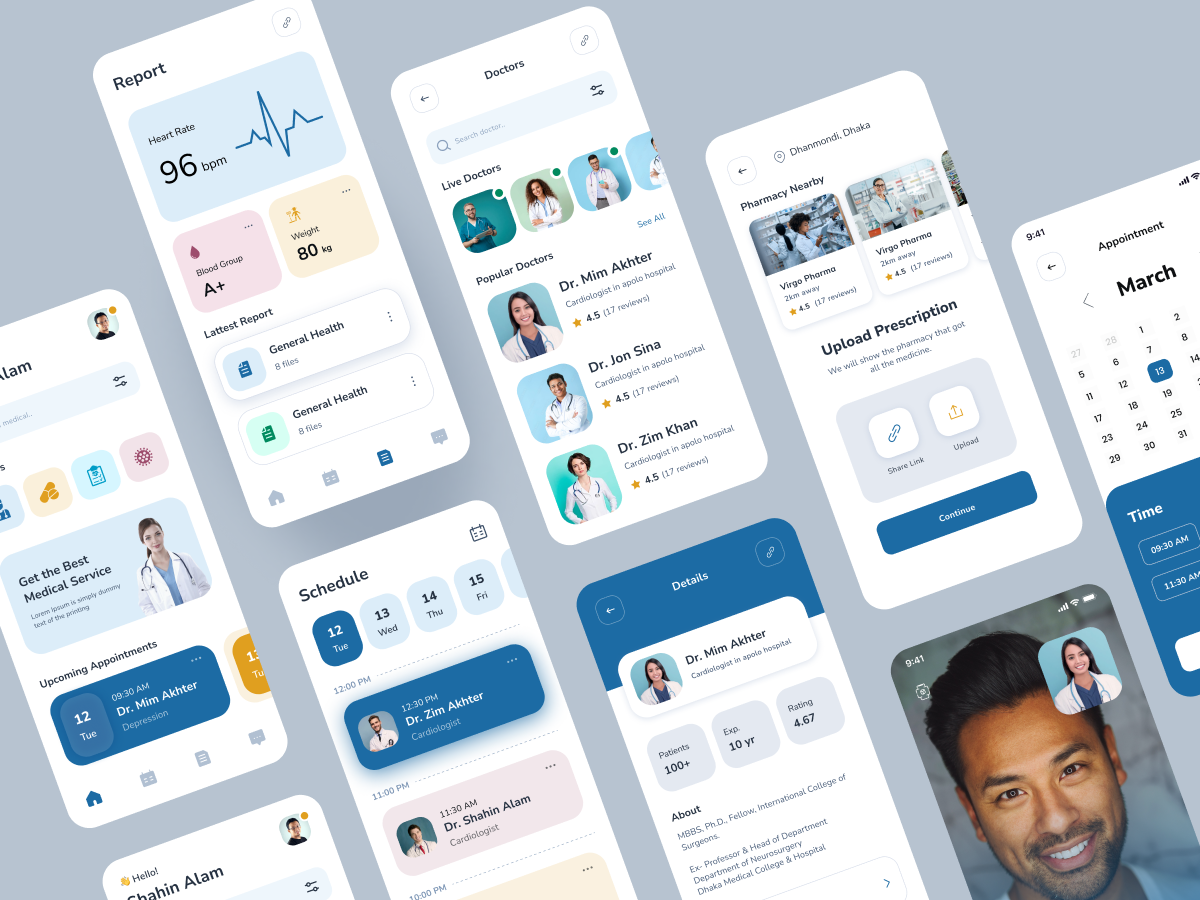 Report
Heart Rate
96 bpm
Blood Group
A+
Weight
80 kg
Lattest Report
General Health
8 files
General Health
8 files
Doctors
Search doctor..
Live Doctors
See All
Popular Doctors
Dr. Mim Akhter
Cardiologist in apolo hospital
4.5 (17 reviews)
Dr. Jon Sina
Cardiologist in apolo hospital
4.5 (17 reviews)
Dr. Zim Khan
Cardiologist in apolo hospital
4.5 (17 reviews)
Dhanmondi, Dhaka
Pharmacy Nearby
Virgo Pharma
2km away
4.5 (17 reviews)
Virgo Pharma
2km away
4.5 (17 reviews)
Upload Prescription
We will show the pharmacy that got
all the medicine.
Share Link
Upload
Continue
9:41
Appointment
March
27 28 1 2
5 6 7 8
11 12 13 14
17 18 19
23 24 25
29 30 31
Time
09:30 AM
11:30 AM
Alam
medical..
Get the Best
Medical Service
Lorem Ipsum is simply dummy
text of the printing
Upcoming Appointments
12
Tue
09:30 AM
Dr. Mim Akhter
Depression
Schedule
12
Tue
13
Wed
14
Thu
15
Fri
12:00 PM
12:30 PM
Dr. Zim Akhter
Cardiologist
11:00 PM
11:30 AM
Dr. Shahin Alam
Cardiologist
10:00 PM
Details
Dr. Mim Akhter
Cardiologist in apolo hospital
Patients
100+
Exp.
10 yr
Rating
4.67
About
MBBS, Ph.D., Fellow, International College of
Surgeons.
Ex- Professor & Head of Department
Department of Neurosurgery
Dhaka Medical College & Hospital
9:41
👋 Hello!
Shahin Alam